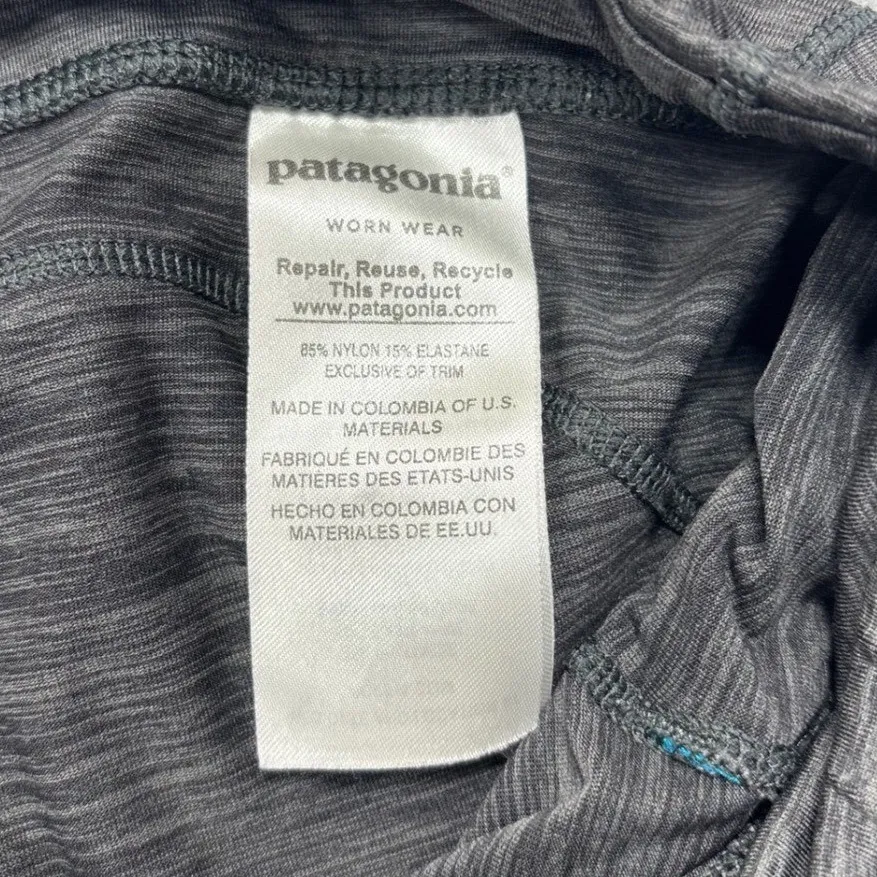 patagonia®
WORN WEAR
Repair, Reuse, Recycle
This Product
www.patagonia.com
85% NYLON 15% ELASTANE
EXCLUSIVE OF TRIM
MADE IN COLOMBIA OF U.S.
MATERIALS
FABRIQUÉ EN COLOMBIE DES
MATIÈRES DES ETATS-UNIS
HECHO EN COLOMBIA CON
MATERIALES DE EE.UU.